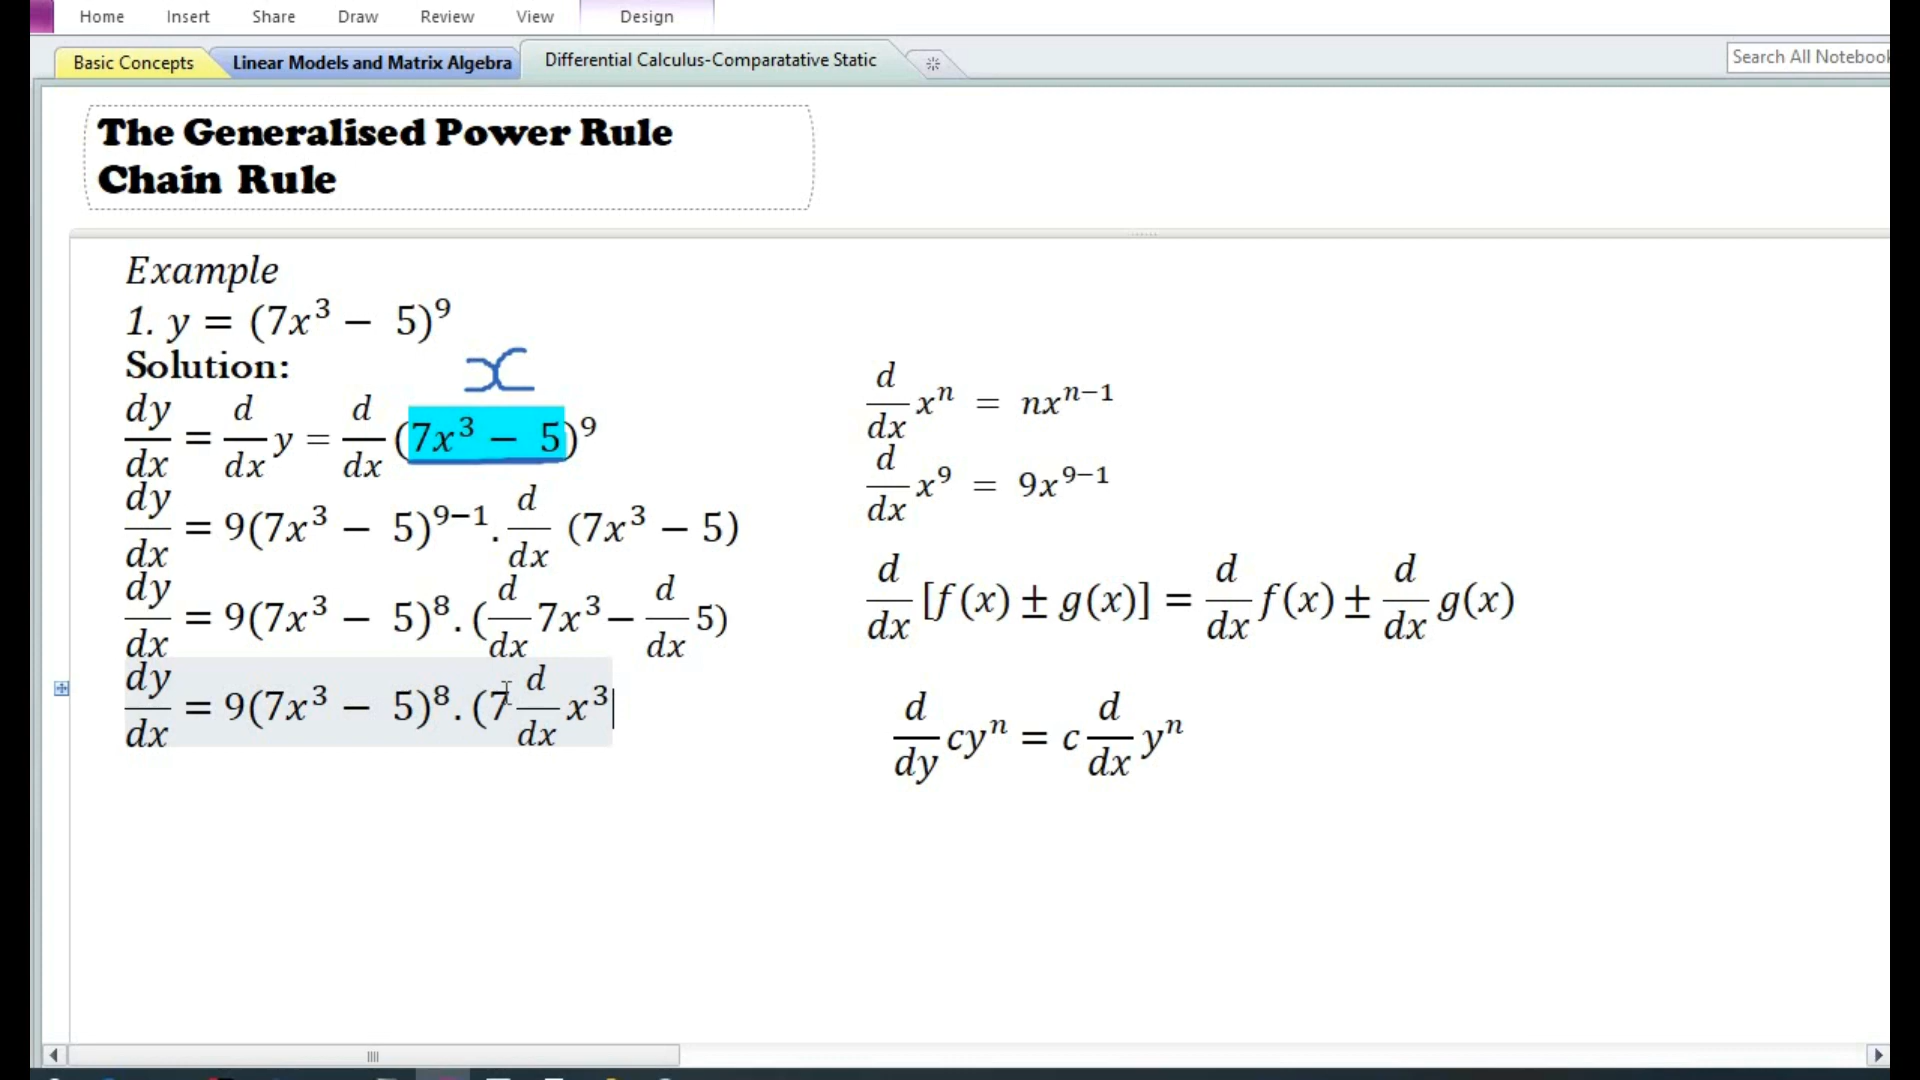 Home Insert Share Draw Review View Design
Basic Concepts Linear Models and Matrix Algebra Differential Calculus-Comparatative Static Search All Notebook
The Generalised Power Rule
Chain Rule
Example
1. y = (7x³ − 5)⁹
Solution:
x
dy/dx = d/dx y = d/dx (7x³ − 5)⁹
dy/dx = 9(7x³ − 5)⁹⁻¹. d/dx (7x³ − 5)
dy/dx = 9(7x³ − 5)⁸. (d/dx 7x³ − d/dx 5)
dy/dx = 9(7x³ − 5)⁸. (7 d/dx x³
d/dx xⁿ = nxⁿ⁻¹
d/dx x⁹ = 9x⁹⁻¹
d/dx [f(x) ± g(x)] = d/dx f(x) ± d/dx g(x)
d/dy cyⁿ = c d/dx yⁿ